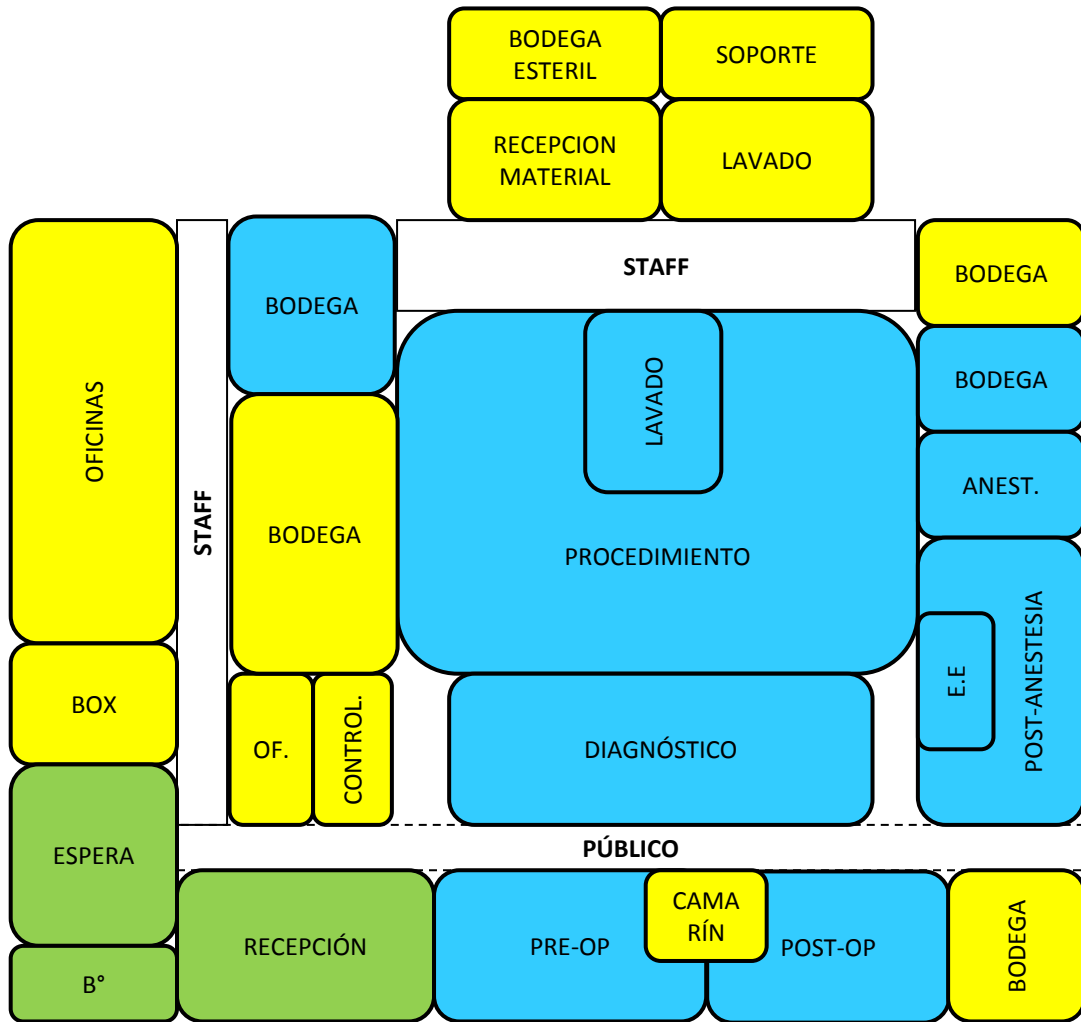 BODEGA
ESTERIL
SOPORTE
RECEPCION
MATERIAL
LAVADO
STAFF
BODEGA
BODEGA
OFICINAS
LAVADO
BODEGA
ANEST.
STAFF
BODEGA
PROCEDIMIENTO
POST-ANESTESIA
E.E
BOX
OF.
CONTROL.
DIAGNÓSTICO
ESPERA
PÚBLICO
RECEPCIÓN
PRE-OP
CAMA
RÍN
POST-OP
BODEGA
B°